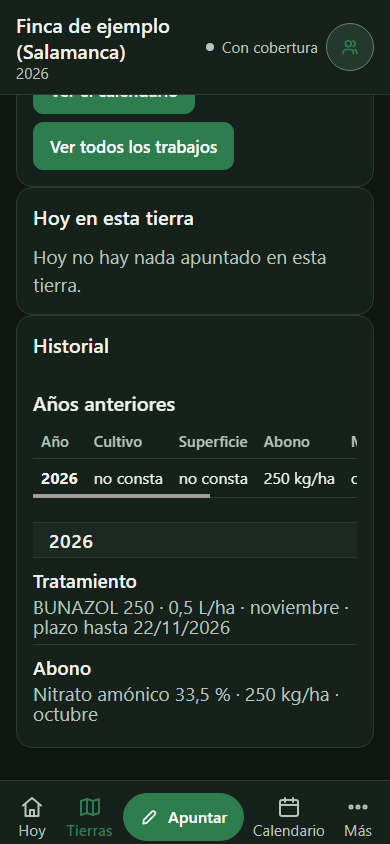 Finca de ejemplo
(Salamanca)
2026
Con cobertura
Ver el calendario
Ver todos los trabajos
Hoy en esta tierra
Hoy no hay nada apuntado en esta
tierra.
Historial
Años anteriores
Año Cultivo Superficie Abono
2026 no consta no consta 250 kg/ha
2026
Tratamiento
BUNAZOL 250 · 0,5 L/ha · noviembre ·
plazo hasta 22/11/2026
Abono
Nitrato amónico 33,5 % · 250 kg/ha ·
octubre
Hoy
Tierras
Apuntar
Calendario
Más